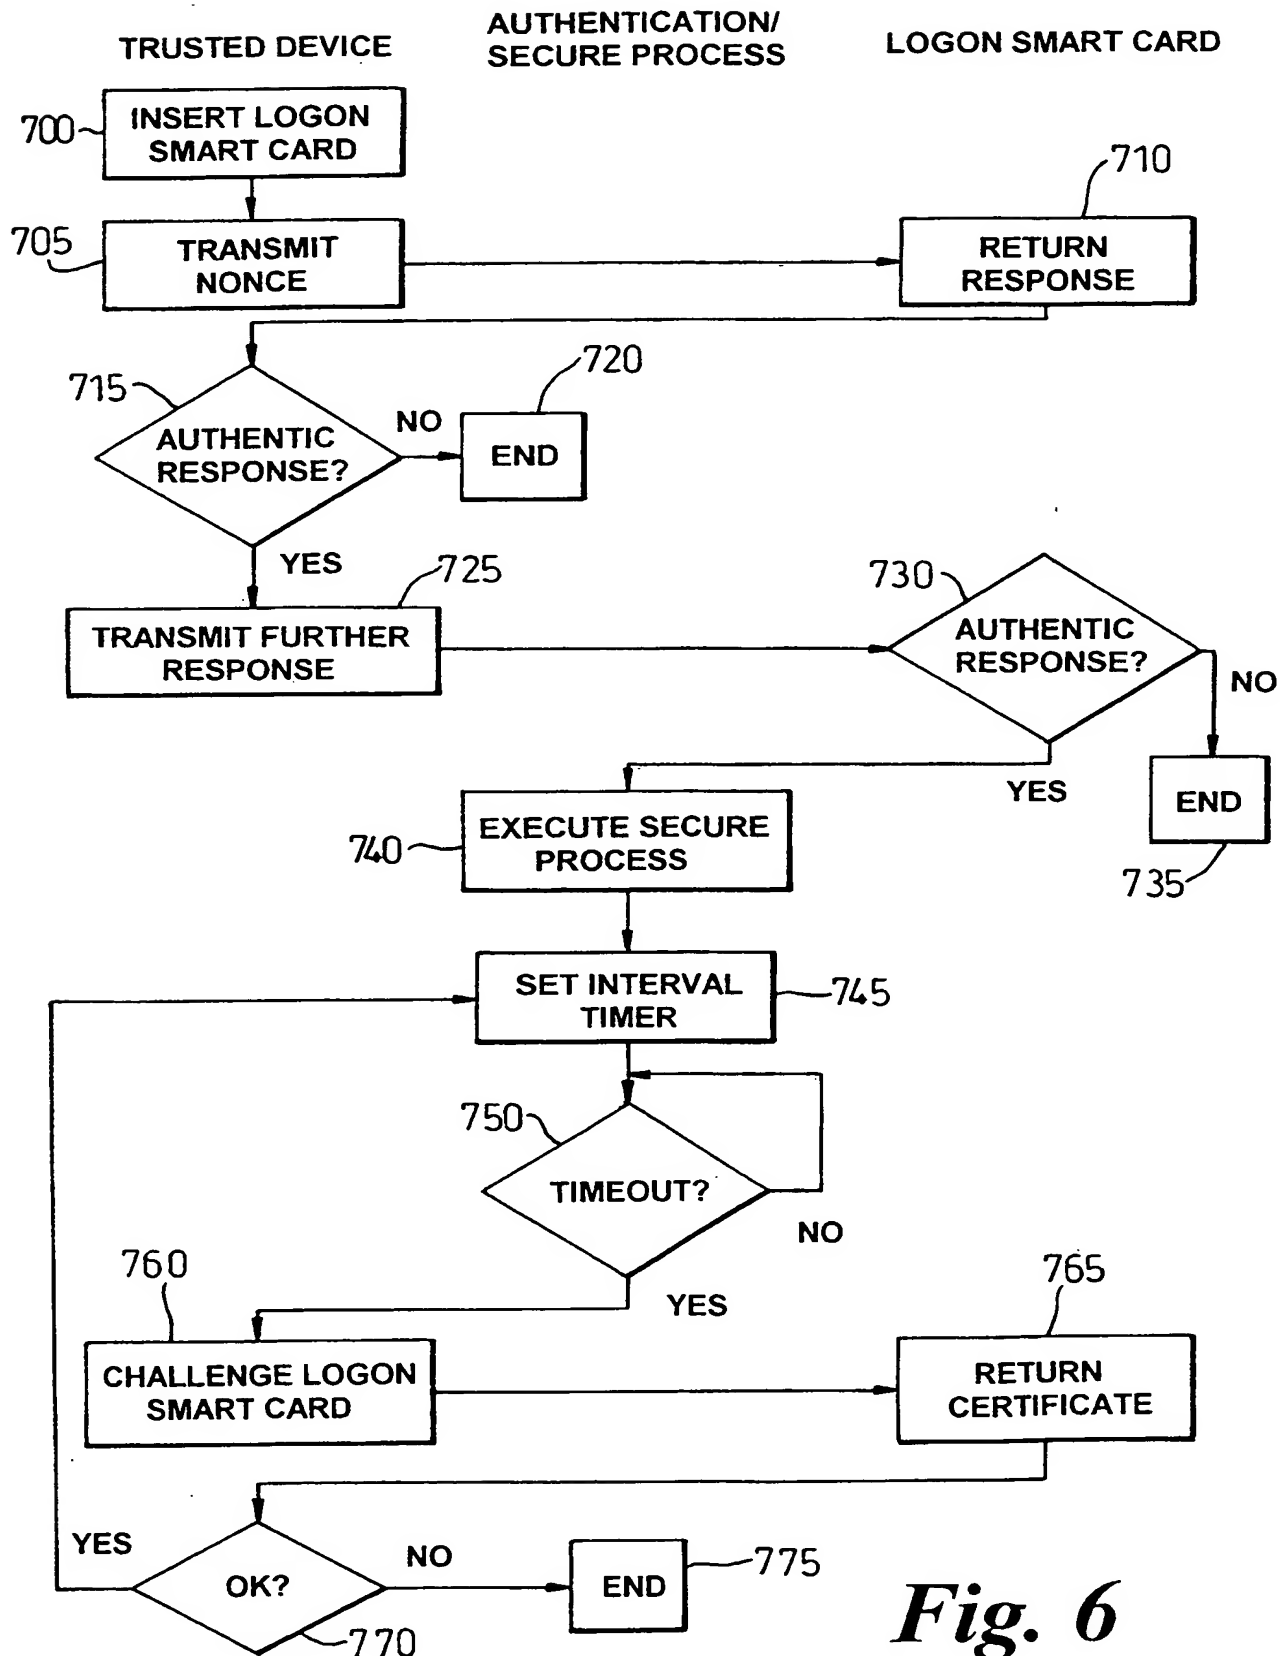 TRUSTED DEVICE
AUTHENTICATION/
SECURE PROCESS
LOGON SMART CARD
700
INSERT LOGON
SMART CARD
710
705
TRANSMIT
NONCE
RETURN
RESPONSE
720
715
AUTHENTIC
RESPONSE?
NO
END
YES
725
730
TRANSMIT FURTHER
RESPONSE
AUTHENTIC
RESPONSE?
NO
YES
END
735
740
EXECUTE SECURE
PROCESS
SET INTERVAL
TIMER
745
750
TIMEOUT?
NO
YES
760
765
CHALLENGE LOGON
SMART CARD
RETURN
CERTIFICATE
YES
OK?
NO
END
775
770
Fig. 6